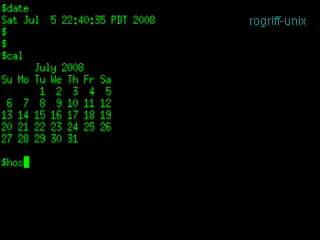 $date
Sat Jul  5 22:40:35 PDT 2008
rogriff-unix
$
$
$cal
     July 2008
Su Mo Tu We Th Fr Sa
       1  2  3  4  5
 6  7  8  9 10 11 12
13 14 15 16 17 18 19
20 21 22 23 24 25 26
27 28 29 30 31
$hos